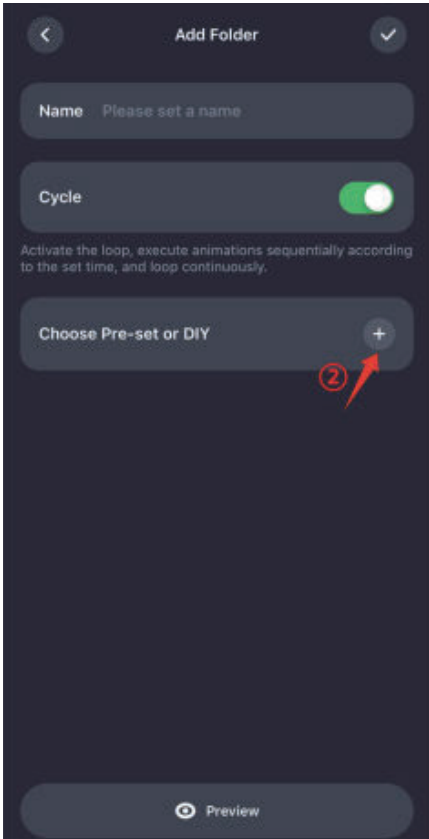 Add Folder
Name Please set a name
Cycle
Activate the loop, execute animations sequentially according
to the set time, and loop continuously.
Choose Pre-set or DIY
②
Preview